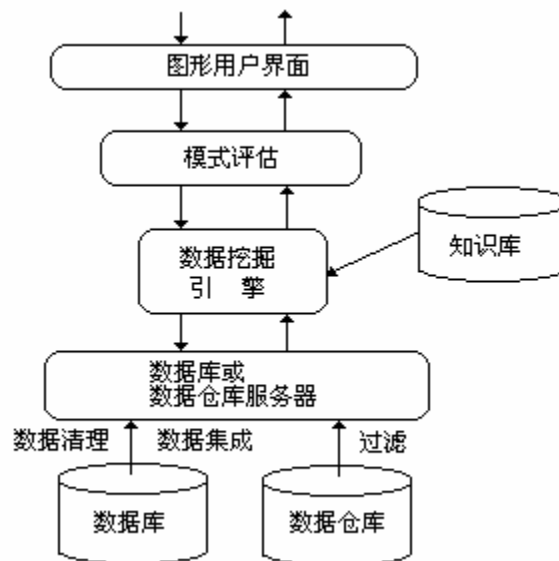 图形用户界面
模式评估
数据挖掘
引 擎
知识库
数据库或
数据仓库服务器
数据清理
数据集成
过滤
数据库
数据仓库